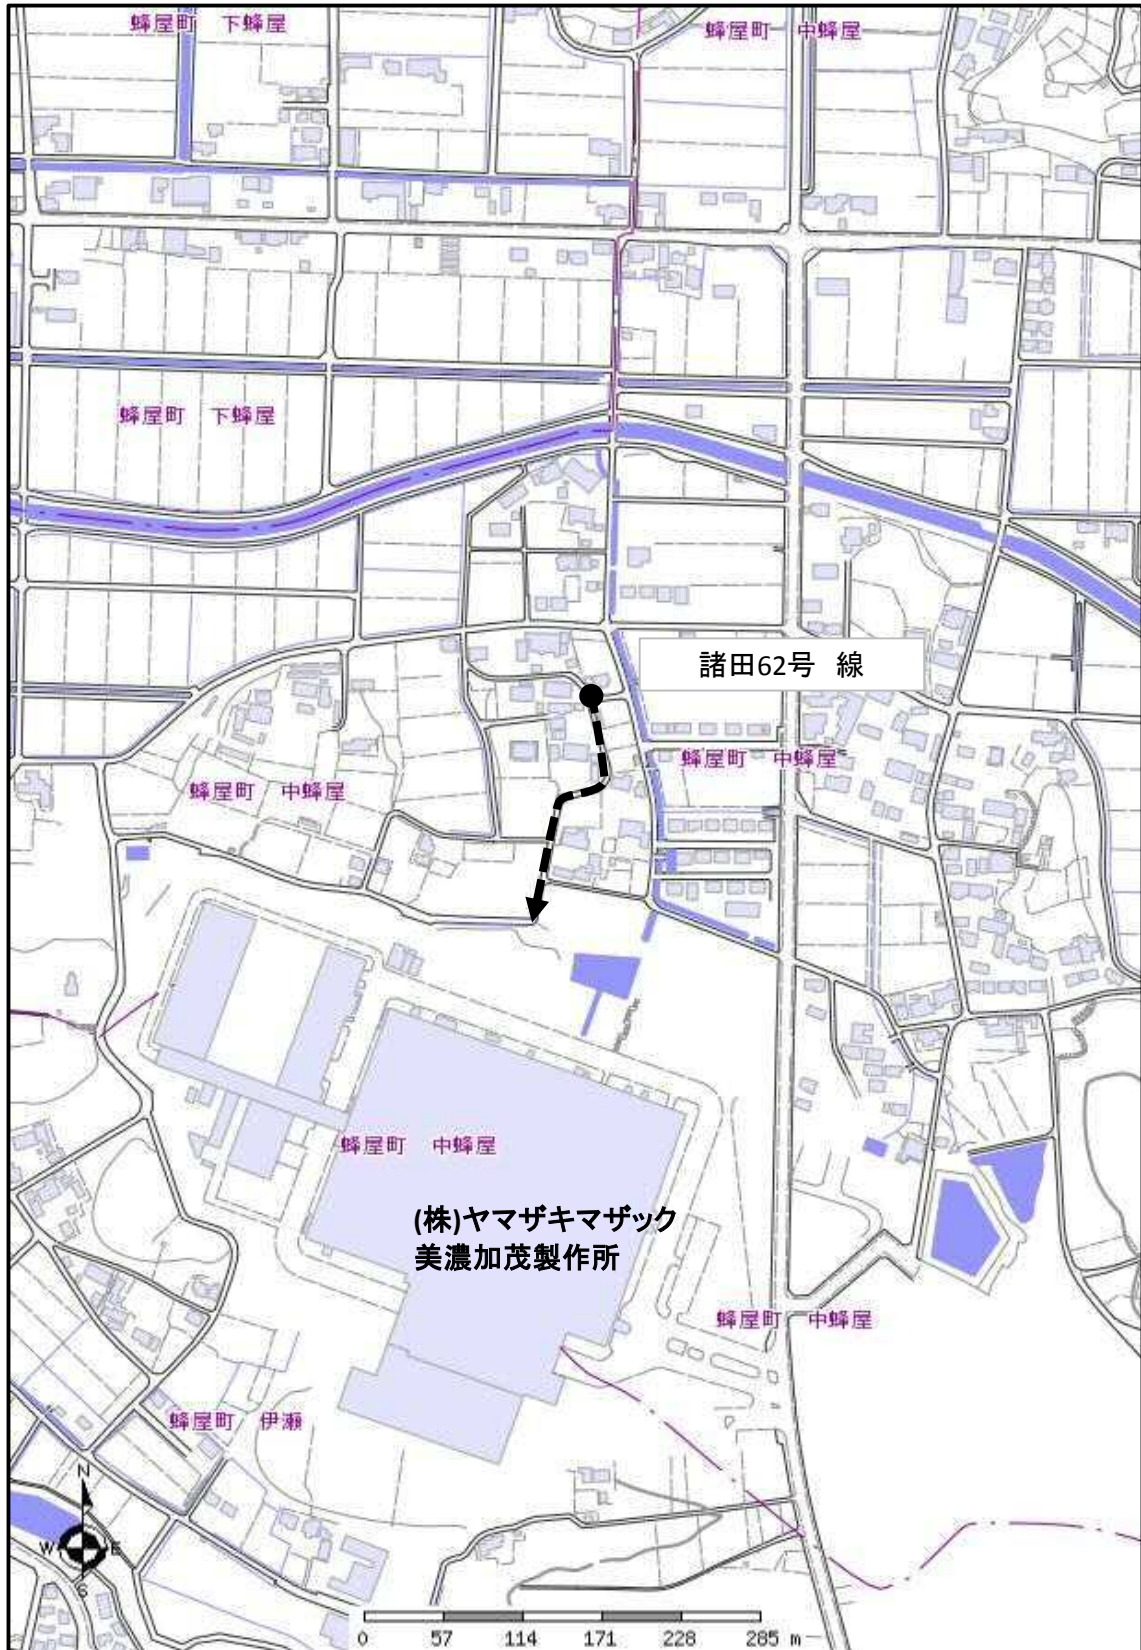 蜂屋町　下蜂屋
蜂屋町　中蜂屋
蜂屋町　下蜂屋
諸田62号　線
蜂屋町　中蜂屋
蜂屋町　中蜂屋
蜂屋町　中蜂屋
(株)ヤマザキマザック
美濃加茂製作所
蜂屋町　中蜂屋
蜂屋町　伊瀬
N
W E
S
0 57 114 171 228 285 m